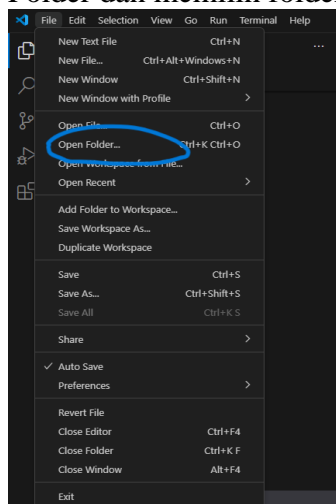 Folder dan memilih folder
File Edit Selection View Go Run Terminal Help
New Text File Ctrl+N
New File... Ctrl+Alt+Windows+N
New Window Ctrl+Shift+N
New Window with Profile
Open File... Ctrl+O
Open Folder... Ctrl+K Ctrl+O
Open Workspace from File...
Open Recent
Add Folder to Workspace...
Save Workspace As...
Duplicate Workspace
Save Ctrl+S
Save As... Ctrl+Shift+S
Save All Ctrl+K S
Share
Auto Save
Preferences
Revert File
Close Editor Ctrl+F4
Close Folder Ctrl+K F
Close Window Alt+F4
Exit